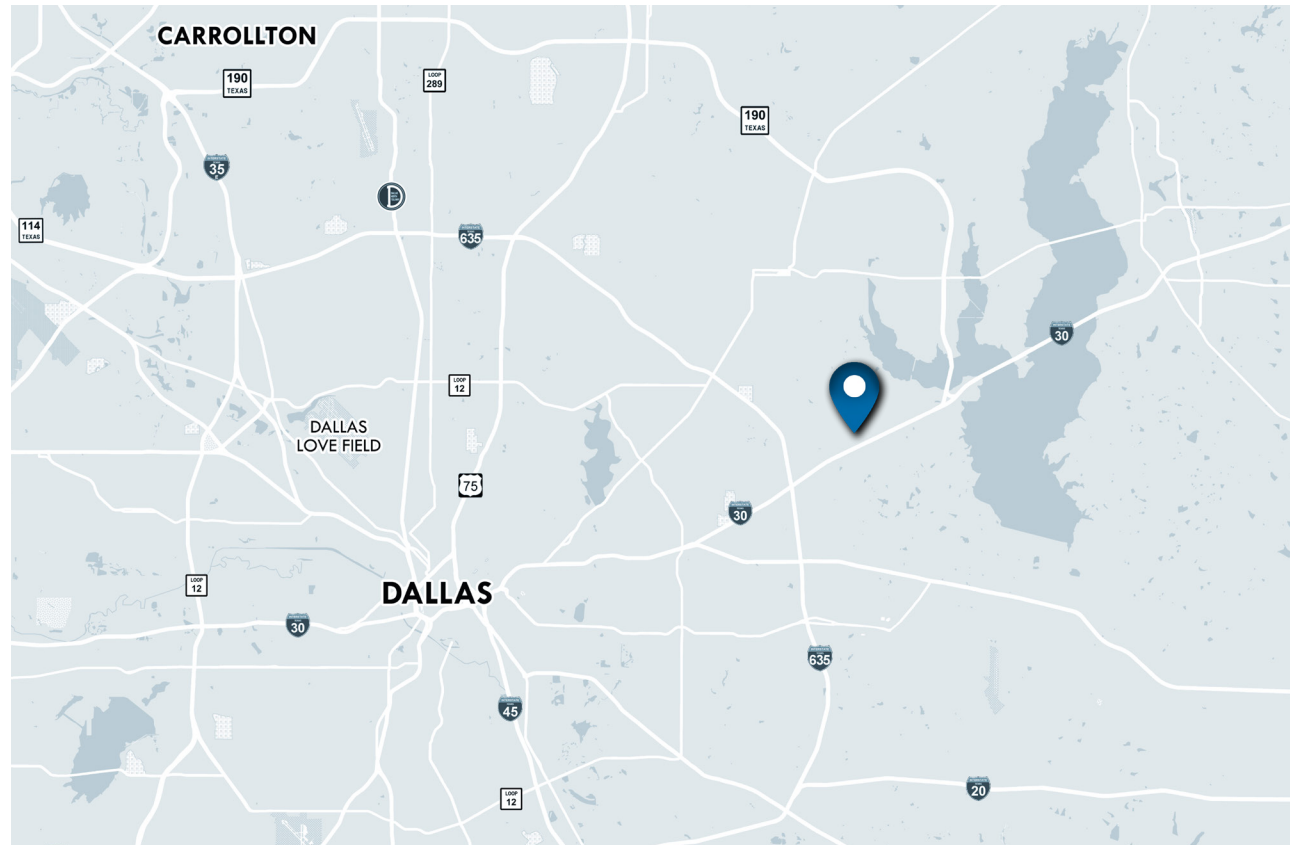 CARROLLTON
190
TEXAS
LOOP
289
190
TEXAS
35
E
114
TEXAS
635
30
LOOP
12
DALLAS
LOVE FIELD
75
30
LOOP
12
DALLAS
30
635
45
LOOP
12
20